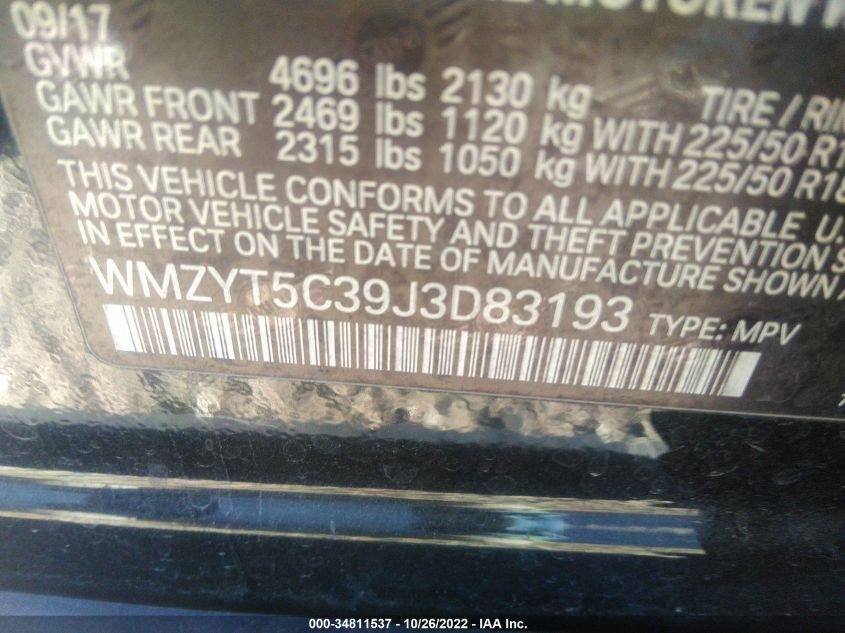 MOTOREN
09/17
GVWR 4696 lbs 2130 kg TIRE / RIM
GAWR FRONT 2469 lbs 1120 kg WITH 225/50 R1
GAWR REAR 2315 lbs 1050 kg WITH 225/50 R18
THIS VEHICLE CONFORMS TO ALL APPLICABLE U.
MOTOR VEHICLE SAFETY AND THEFT PREVENTION S
IN EFFECT ON THE DATE OF MANUFACTURE SHOWN
WMZYT5C39J3D83193 TYPE: MPV
000-34811537 - 10/26/2022 - IAA Inc.